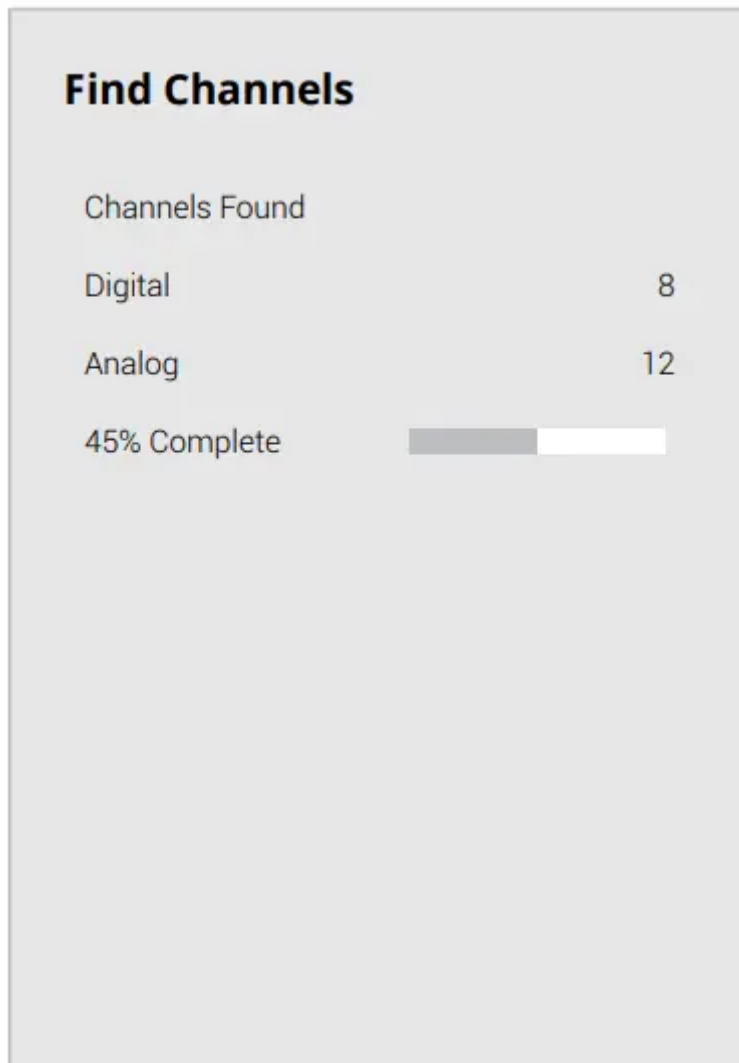 Find Channels
Channels Found
Digital 8
Analog 12
45% Complete